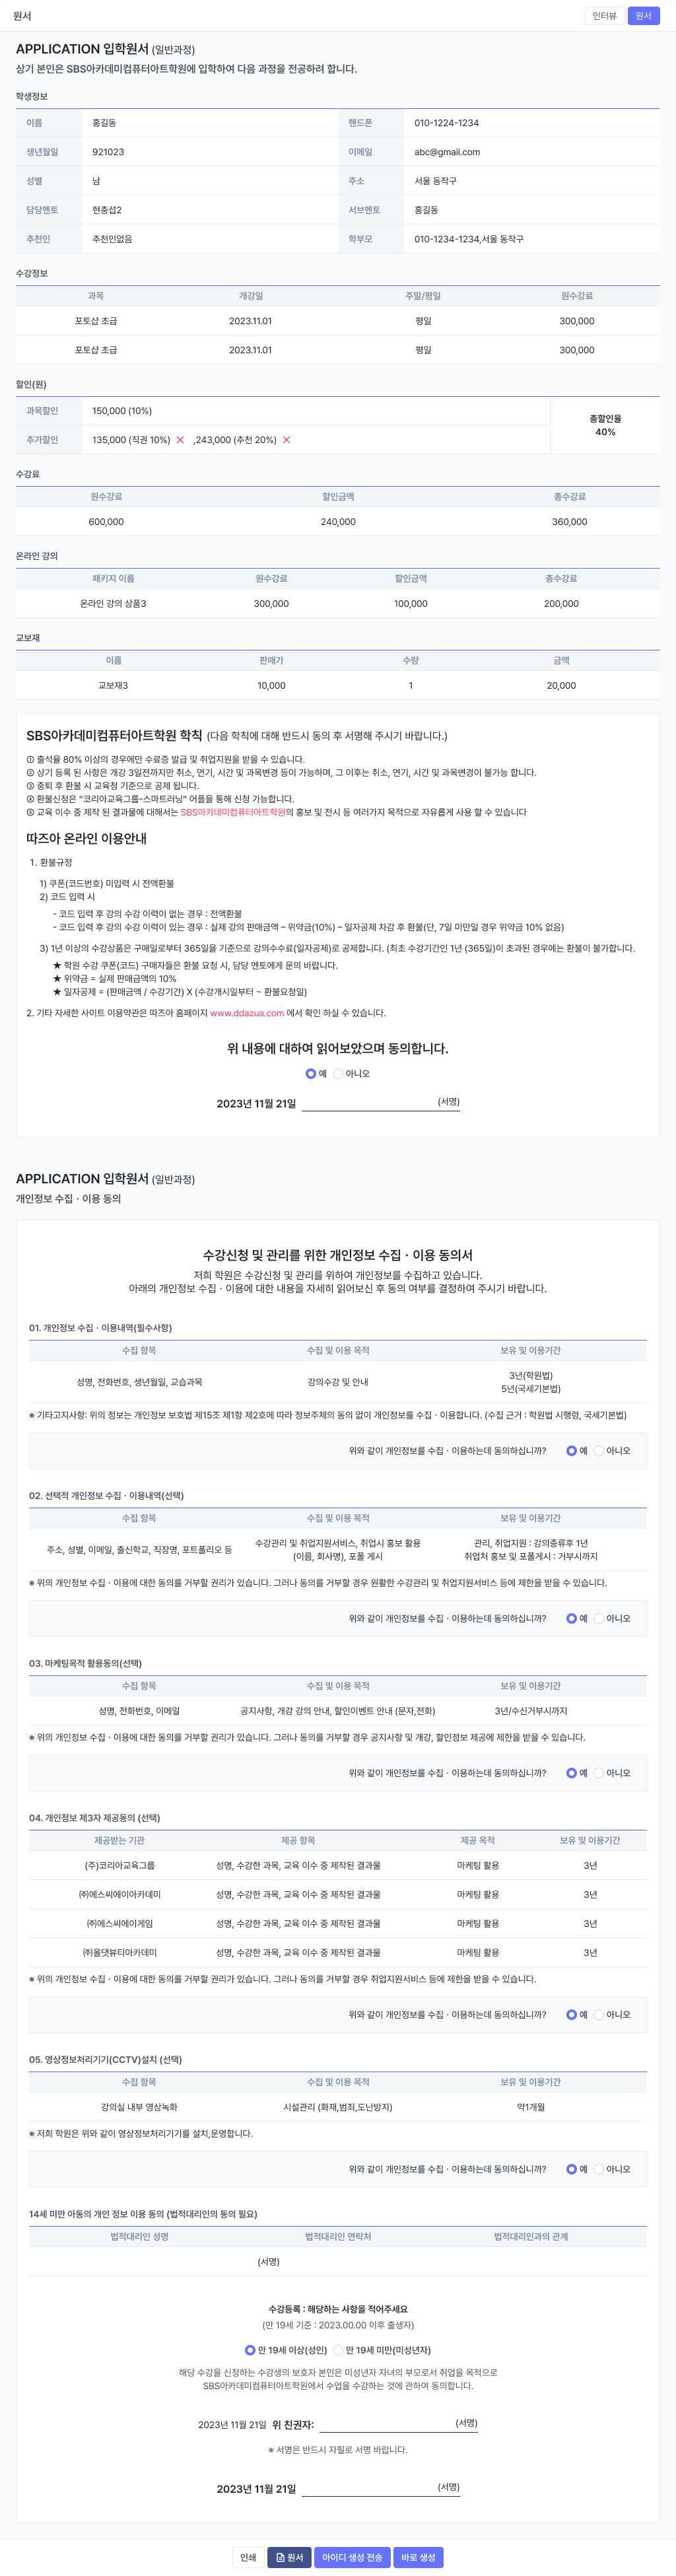 원서 인터뷰 원서
APPLICATION 입학원서 (일반과정)
상기 본인은 SBS아카데미컴퓨터아트학원에 입학하여 다음 과정을 전공하려 합니다.
학생정보
이름 홍길동 핸드폰 010-1224-1234
생년월일 921023 이메일 abc@gmail.com
성별 남 주소 서울 동작구
담당멘토 현충섭2 서브멘토 홍길동
추천인 추천인없음 학부모 010-1234-1234,서울 동작구
수강정보
과목 개강일 주말/평일 원수강료
포토샵 초급 2023.11.01 평일 300,000
포토샵 초급 2023.11.01 평일 300,000
할인(원)
과목할인 150,000 (10%)
추가할인 135,000 (직권 10%) ,243,000 (추천 20%)
총할인율
40%
수강료
원수강료 할인금액 총수강료
600,000 240,000 360,000
온라인 강의
패키지 이름 원수강료 할인금액 총수강료
온라인 강의 상품3 300,000 100,000 200,000
교보재
이름 판매가 수량 금액
교보재3 10,000 1 20,000
SBS아카데미컴퓨터아트학원 학칙 (다음 학칙에 대해 반드시 동의 후 서명해 주시기 바랍니다.)
① 출석율 80% 이상의 경우에만 수료증 발급 및 취업지원을 받을 수 있습니다.
② 상기 등록 된 사항은 개강 3일전까지만 취소, 연기, 시간 및 과목변경 등이 가능하며, 그 이후는 취소, 연기, 시간 및 과목변경이 불가능 합니다.
③ 중퇴 후 환불 시 교육청 기준으로 공제 됩니다.
④ 환불신청은 “코리아교육그룹-스마트러닝” 어플을 통해 신청 가능합니다.
⑤ 교육 이수 중 제작 된 결과물에 대해서는 SBS아카데미컴퓨터아트학원의 홍보 및 전시 등 여러가지 목적으로 자유롭게 사용 할 수 있습니다
따즈아 온라인 이용안내
1. 환불규정
1) 쿠폰(코드번호) 미입력 시 전액환불
2) 코드 입력 시
- 코드 입력 후 강의 수강 이력이 없는 경우 : 전액환불
- 코드 입력 후 강의 수강 이력이 있는 경우 : 실제 강의 판매금액 – 위약금(10%) – 일자공제 차감 후 환불(단, 7일 미만일 경우 위약금 10% 없음)
3) 1년 이상의 수강상품은 구매일로부터 365일을 기준으로 강의수수료(일자공제)로 공제합니다. (최초 수강기간인 1년 (365일)이 초과된 경우에는 환불이 불가합니다.
★ 학원 수강 쿠폰(코드) 구매자들은 환불 요청 시, 담당 멘토에게 문의 바랍니다.
★ 위약금 = 실제 판매금액의 10%
★ 일자공제 = (판매금액 / 수강기간) X (수강개시일부터 ~ 환불요청일)
2. 기타 자세한 사이트 이용약관은 따즈아 홈페이지 www.ddazua.com 에서 확인 하실 수 있습니다.
위 내용에 대하여 읽어보았으며 동의합니다.
예 아니오
2023년 11월 21일 (서명)
APPLICATION 입학원서 (일반과정)
개인정보 수집ㆍ이용 동의
수강신청 및 관리를 위한 개인정보 수집ㆍ이용 동의서
저희 학원은 수강신청 및 관리를 위하여 개인정보를 수집하고 있습니다.
아래의 개인정보 수집ㆍ이용에 대한 내용을 자세히 읽어보신 후 동의 여부를 결정하여 주시기 바랍니다.
01. 개인정보 수집ㆍ이용내역(필수사항)
수집 항목 수집 및 이용 목적 보유 및 이용기간
성명, 전화번호, 생년월일, 교습과목 강의수강 및 안내 3년(학원법)
5년(국세기본법)
※ 기타고지사항: 위의 정보는 개인정보 보호법 제15조 제1항 제2호에 따라 정보주체의 동의 없이 개인정보를 수집ㆍ이용합니다. (수집 근거 : 학원법 시행령, 국세기본법)
위와 같이 개인정보를 수집ㆍ이용하는데 동의하십니까? 예 아니오
02. 선택적 개인정보 수집ㆍ이용내역(선택)
수집 항목 수집 및 이용 목적 보유 및 이용기간
주소, 성별, 이메일, 출신학교, 직장명, 포트폴리오 등 수강관리 및 취업지원서비스, 취업시 홍보 활용 관리, 취업지원 : 강의종류후 1년
(이름, 회사명), 포폴 게시 취업처 홍보 및 포폴게시 : 거부시까지
※ 위의 개인정보 수집ㆍ이용에 대한 동의를 거부할 권리가 있습니다. 그러나 동의를 거부할 경우 원활한 수강관리 및 취업지원서비스 등에 제한을 받을 수 있습니다.
위와 같이 개인정보를 수집ㆍ이용하는데 동의하십니까? 예 아니오
03. 마케팅목적 활용동의(선택)
수집 항목 수집 및 이용 목적 보유 및 이용기간
성명, 전화번호, 이메일 공지사항, 개강 강의 안내, 할인이벤트 안내 (문자,전화) 3년/수신거부시까지
※ 위의 개인정보 수집ㆍ이용에 대한 동의를 거부할 권리가 있습니다. 그러나 동의를 거부할 경우 공지사항 및 개강, 할인정보 제공에 제한을 받을 수 있습니다.
위와 같이 개인정보를 수집ㆍ이용하는데 동의하십니까? 예 아니오
04. 개인정보 제3자 제공동의 (선택)
제공받는 기관 제공 항목 제공 목적 보유 및 이용기간
(주)코리아교육그룹 성명, 수강한 과목, 교육 이수 중 제작된 결과물 마케팅 활용 3년
㈜에스씨에이아카데미 성명, 수강한 과목, 교육 이수 중 제작된 결과물 마케팅 활용 3년
㈜에스씨에이게임 성명, 수강한 과목, 교육 이수 중 제작된 결과물 마케팅 활용 3년
㈜올댓뷰티아카데미 성명, 수강한 과목, 교육 이수 중 제작된 결과물 마케팅 활용 3년
※ 위의 개인정보 수집ㆍ이용에 대한 동의를 거부할 권리가 있습니다. 그러나 동의를 거부할 경우 취업지원서비스 등에 제한을 받을 수 있습니다.
위와 같이 개인정보를 수집ㆍ이용하는데 동의하십니까? 예 아니오
05. 영상정보처리기기(CCTV)설치 (선택)
수집 항목 수집 및 이용 목적 보유 및 이용기간
강의실 내부 영상녹화 시설관리 (화재,범죄,도난방지) 약1개월
※ 저희 학원은 위와 같이 영상정보처리기기를 설치,운영합니다.
위와 같이 개인정보를 수집ㆍ이용하는데 동의하십니까? 예 아니오
14세 미만 아동의 개인 정보 이용 동의 (법적대리인의 동의 필요)
법적대리인 성명 법적대리인 연락처 법적대리인과의 관계
(서명)
수강등록 : 해당하는 사항을 적어주세요
(만 19세 기준 : 2023.00.00 이후 출생자)
만 19세 이상(성인) 만 19세 미만(미성년자)
해당 수강을 신청하는 수강생의 보호자 본인은 미성년자 자녀의 부모로서 취업을 목적으로
SBS아카데미컴퓨터아트학원에서 수업을 수강하는 것에 관하여 동의합니다.
2023년 11월 21일 위 친권자: (서명)
※ 서명은 반드시 자필로 서명 바랍니다.
2023년 11월 21일 (서명)
인쇄 원서 아이디 생성 전송 바로 생성